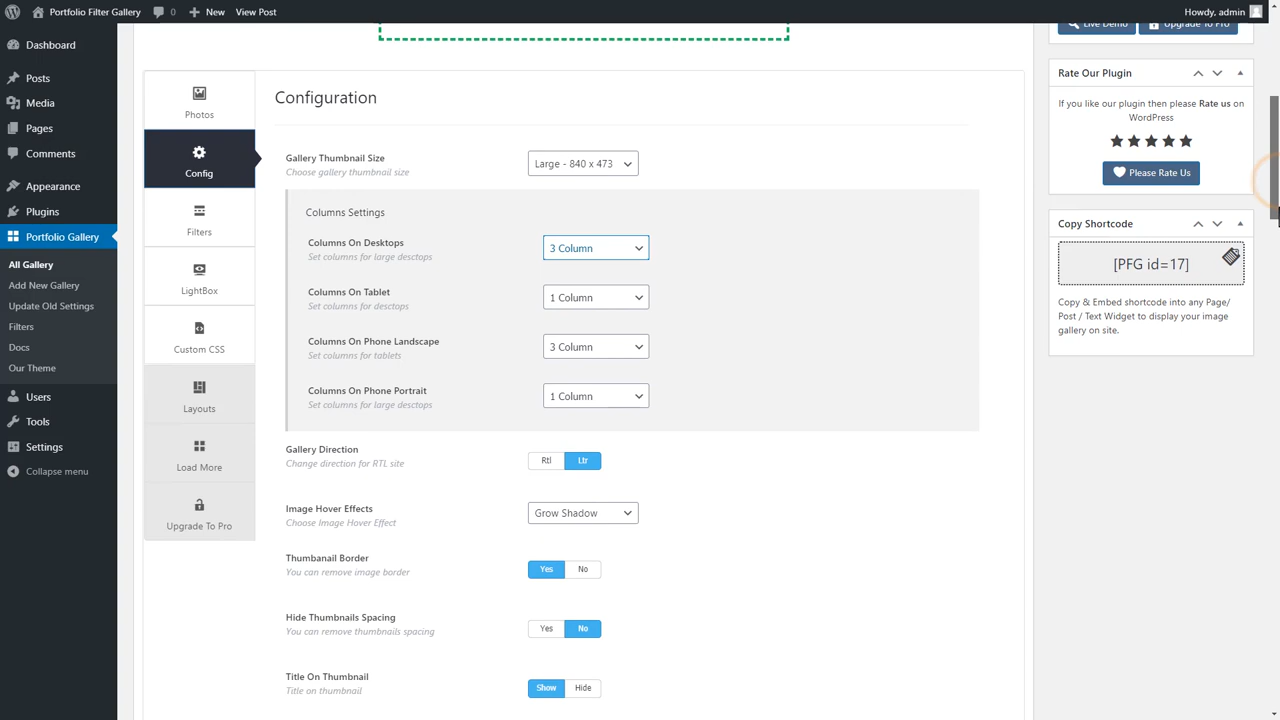 Portfolio Filter Gallery
0
New
View Post
Howdy, admin
Dashboard
Posts
Media
Pages
Comments
Appearance
Plugins
Portfolio Gallery
All Gallery
Add New Gallery
Update Old Settings
Filters
Docs
Our Theme
Users
Tools
Settings
Collapse menu
Photos
Config
Filters
LightBox
Custom CSS
Layouts
Load More
Upgrade To Pro
Configuration
Gallery Thumbnail Size
Choose gallery thumbnail size
Large - 840 x 473
Columns Settings
Columns On Desktops
Set columns for large desctops
3 Column
Columns On Tablet
Set columns for desctops
1 Column
Columns On Phone Landscape
Set columns for tablets
3 Column
Columns On Phone Portrait
Set columns for large desctops
1 Column
Gallery Direction
Change direction for RTL site
Rtl
Ltr
Image Hover Effects
Choose Image Hover Effect
Grow Shadow
Thumbanail Border
You can remove image border
Yes
No
Hide Thumbnails Spacing
You can remove thumbnails spacing
Yes
No
Title On Thumbnail
Title on thumbnail
Show
Hide
Live Demo
Upgrade To Pro
Rate Our Plugin
If you like our plugin then please Rate us on
WordPress
Please Rate Us
Copy Shortcode
[PFG id=17]
Copy & Embed shortcode into any Page/
Post / Text Widget to display your image
gallery on site.